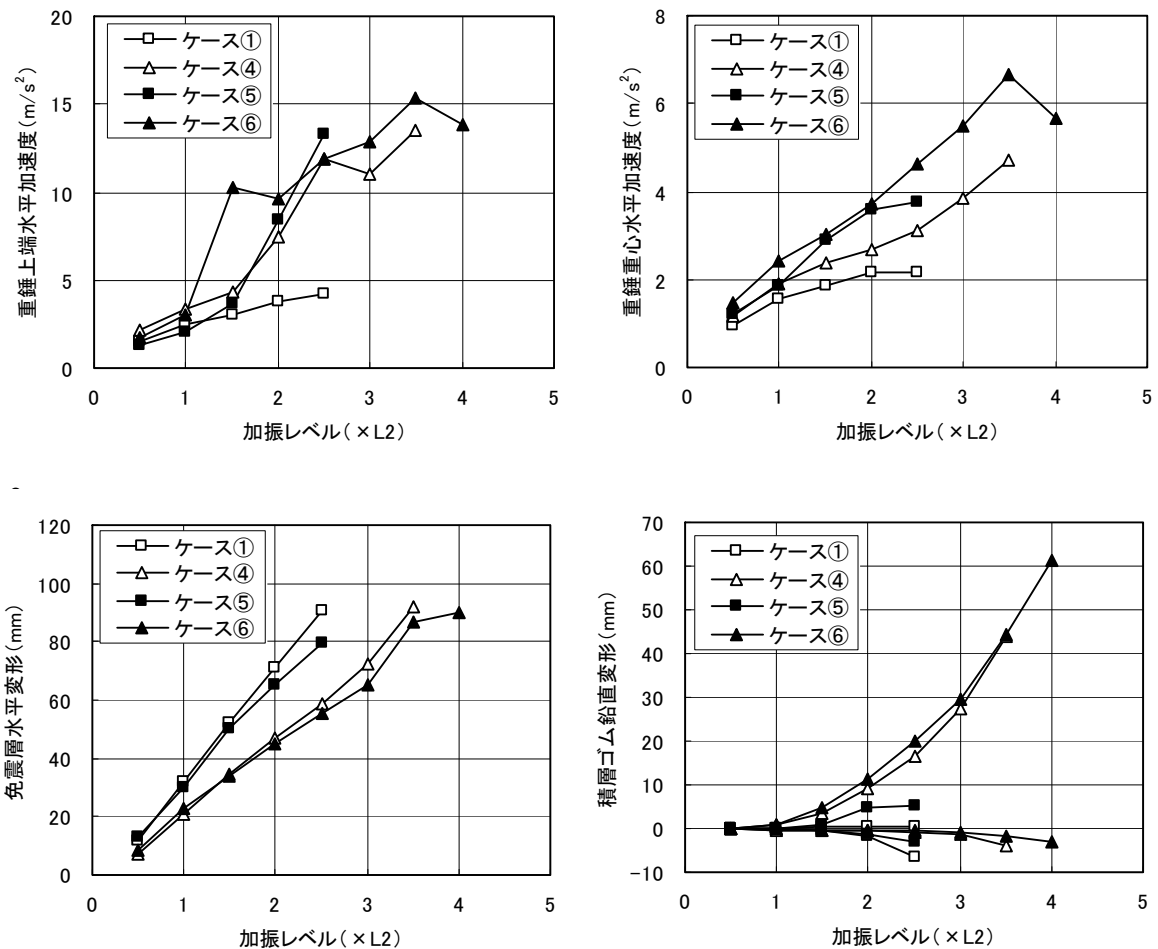 重錘上端水平加速度(m/s²)
20
15
10
5
0
0 1 2 3 4 5
加振レベル(×L2)
ケース①
ケース④
ケース⑤
ケース⑥
重錘重心水平加速度(m/s²)
8
6
4
2
0
0 1 2 3 4 5
加振レベル(×L2)
ケース①
ケース④
ケース⑤
ケース⑥
免震層水平変形(mm)
120
100
80
60
40
20
0
0 1 2 3 4 5
加振レベル(×L2)
ケース①
ケース④
ケース⑤
ケース⑥
積層ゴム鉛直変形(mm)
70
60
50
40
30
20
10
0
-10
0 1 2 3 4 5
加振レベル(×L2)
ケース①
ケース④
ケース⑤
ケース⑥